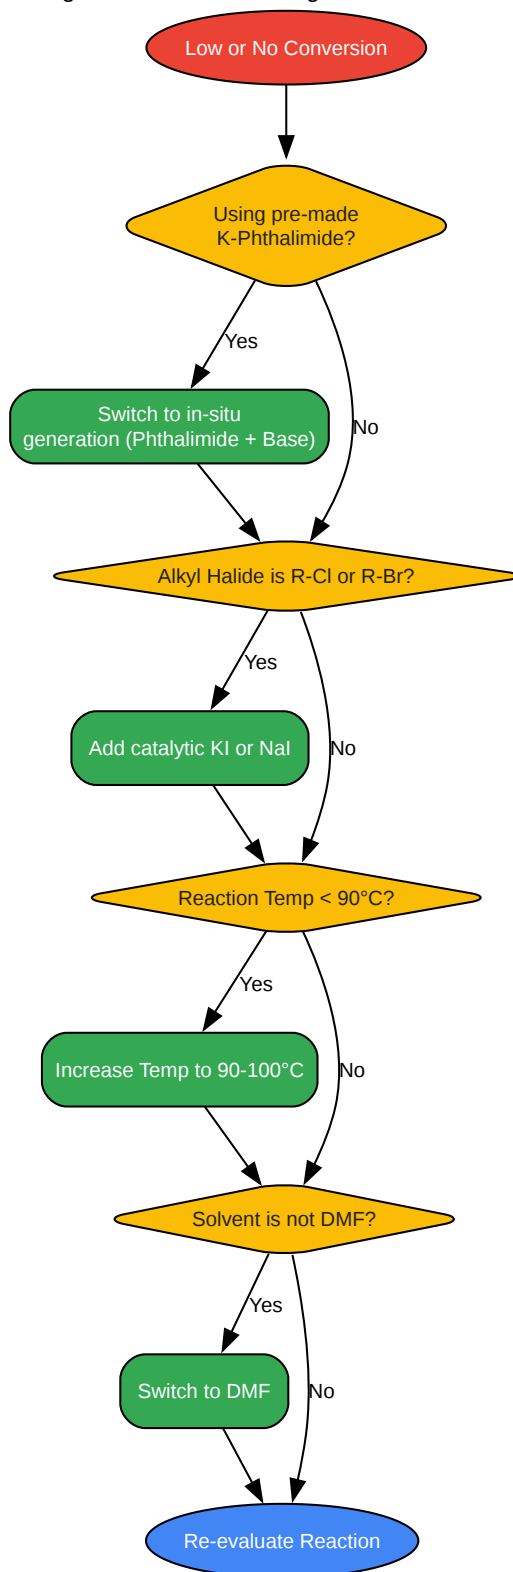 Low or No Conversion
Using pre-made
K-Phthalimide?
Yes
Switch to in-situ
generation (Phthalimide + Base)
No
Alkyl Halide is R-Cl or R-Br?
Yes
Add catalytic KI or NaI
No
Reaction Temp < 90°C?
Yes
Increase Temp to 90-100°C
No
Solvent is not DMF?
Yes
Switch to DMF
No
Re-evaluate Reaction